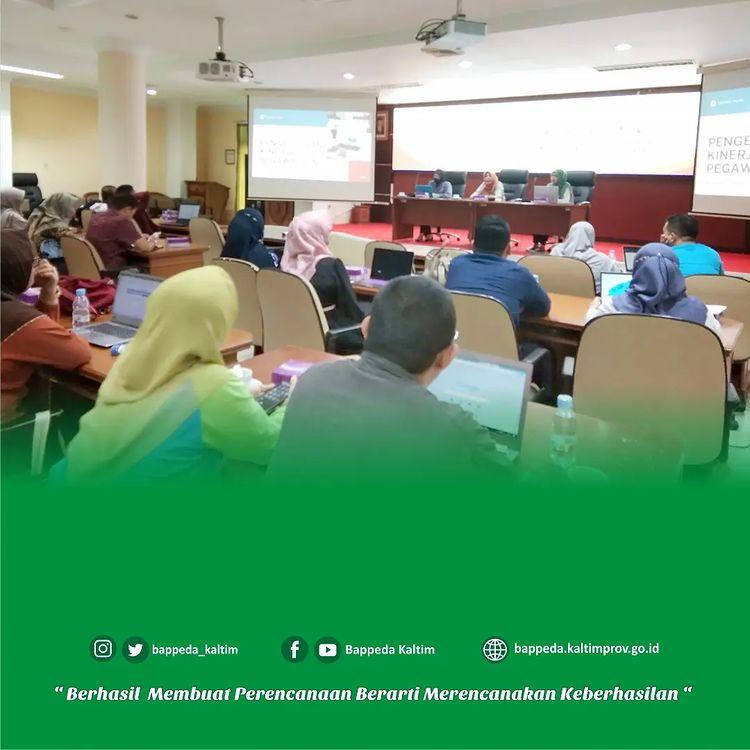 PENGE
KINERJ
PEGAW
bappeda_kaltim
Bappeda Kaltim
bappeda.kaltimprov.go.id
“ Berhasil Membuat Perencanaan Berarti Merencanakan Keberhasilan “